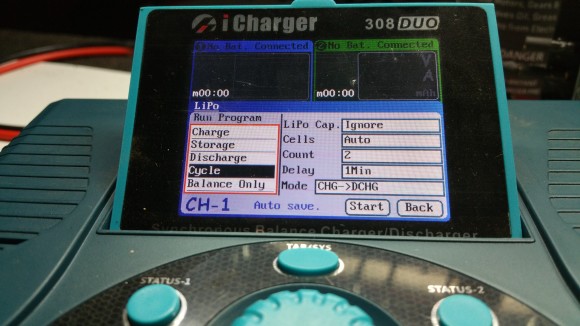 iCharger 308 DUO
No Bat. Connected No Bat. Connected
V
A
m00:00 m00:00 mAh
LiPo
Run Program
Charge
Storage
Discharge
Cycle
Balance Only
LiPo Cap. Ignore
Cells Auto
Count 2
Delay 1Min
Mode CHG->DCHG
CH-1 Auto save. Start Back
Synchronous Balance Charger/Discharger
TAB/SYS
STATUS-1 STATUS-2
DANGER